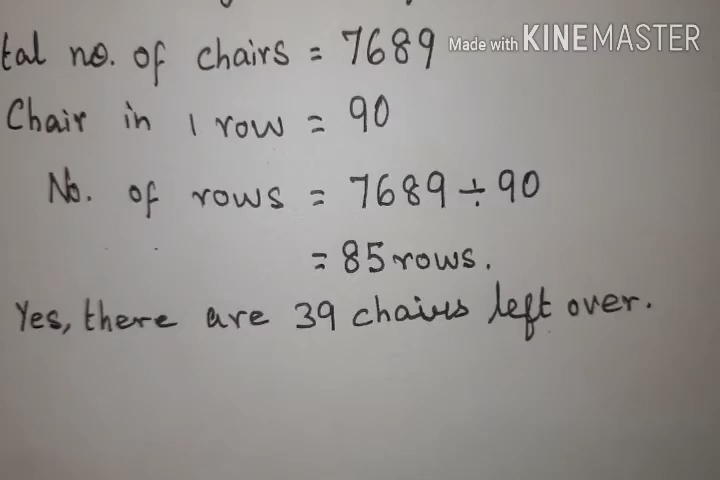 tal no. of chairs = 7689
Made with KINEMASTER
Chair in 1 row = 90
No. of rows = 7689 ÷ 90
= 85 rows.
Yes, there are 39 chairs left over.